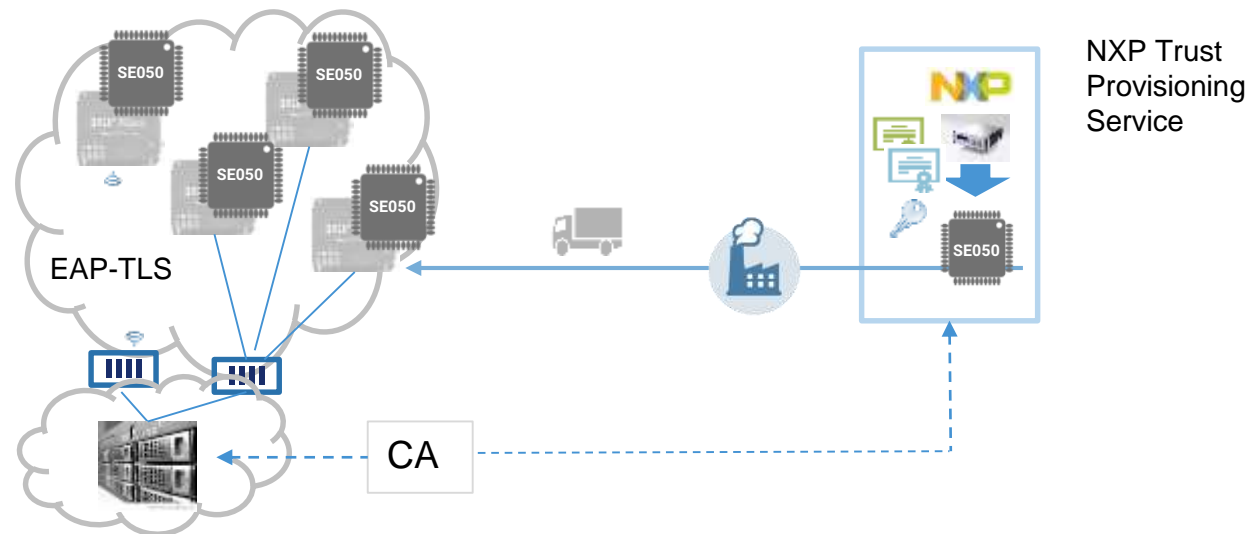 SE050
SE050
SE050
SE050
EAP-TLS
NXP
SE050
NXP Trust
Provisioning
Service
CA